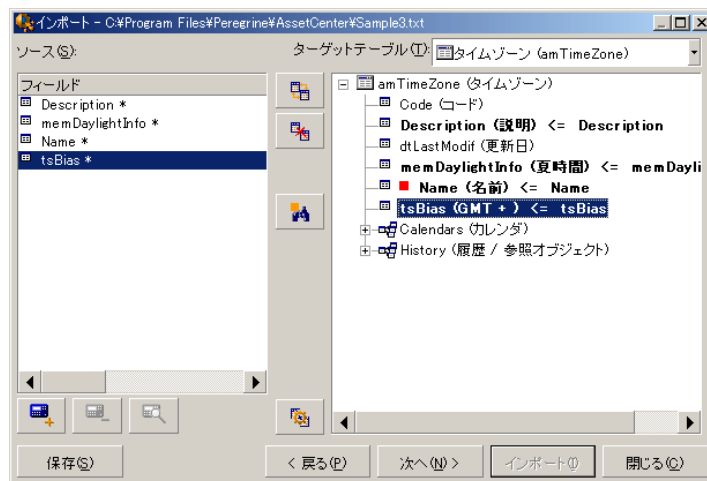 インポート - C:¥Program Files¥Peregrine¥AssetCenter¥Sample3.txt
ソース(S):
ターゲットテーブル(T): タイムゾーン (amTimeZone)
フィールド
Description *
memDaylightInfo *
Name *
tsBias *
amTimeZone (タイムゾーン)
Code (コード)
Description (説明) <= Description
dtLastModif (更新日)
memDaylightInfo (夏時間) <= memDayli
Name (名前) <= Name
tsBias (GMT + ) <= tsBias
Calendars (カレンダ)
History (履歴 / 参照オブジェクト)
保存(S)
< 戻る(P)
次へ(N) >
インポート(I)
閉じる(C)